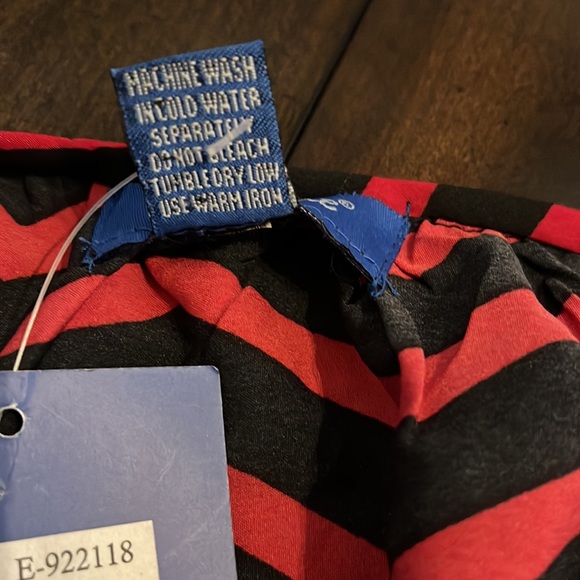 MACHINE WASH
IN COLD WATER
SEPARATELY
DO NOT BLEACH
TUMBLE DRY LOW
USE WARM IRON
®
E-922118